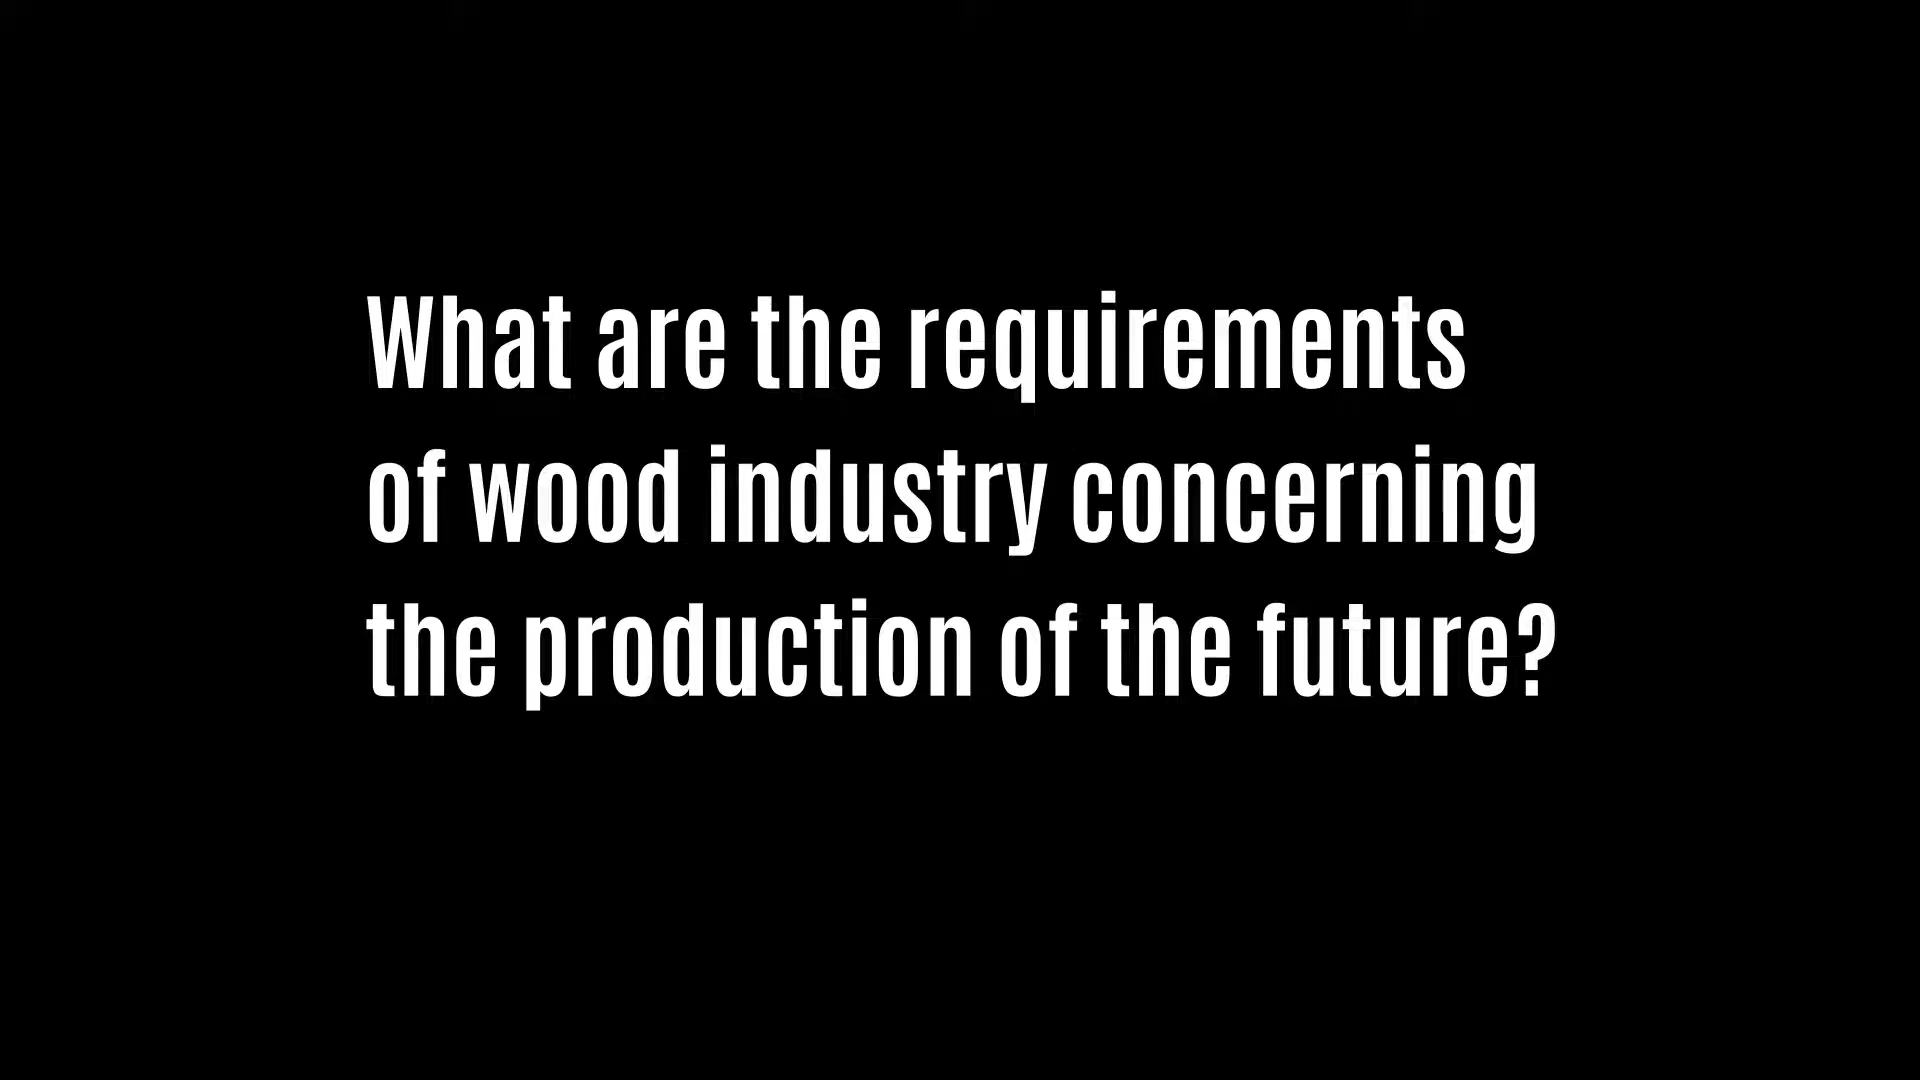 What are the requirements
of wood industry concerning
the production of the future?